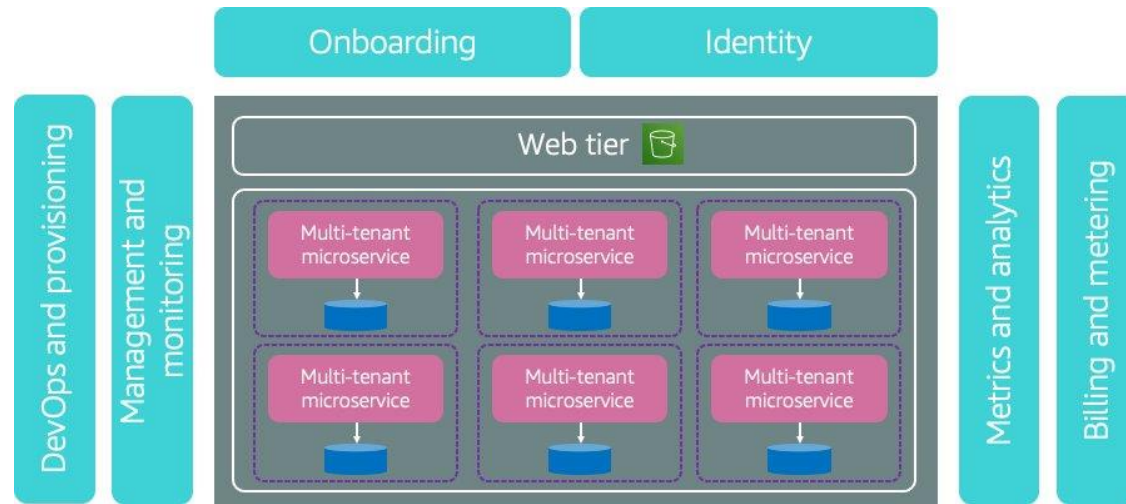 Onboarding
Identity
DevOps and provisioning
Management and
monitoring
Web tier
Multi-tenant
microservice
Multi-tenant
microservice
Multi-tenant
microservice
Multi-tenant
microservice
Multi-tenant
microservice
Multi-tenant
microservice
Metrics and analytics
Billing and metering